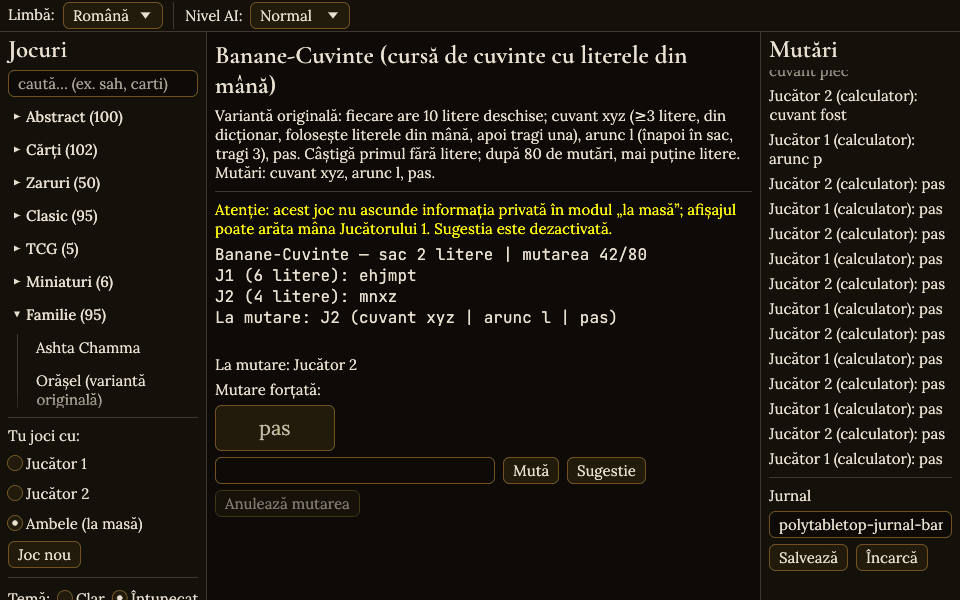 Limbă:
Română
Nivel AI:
Normal
Jocuri
caută... (ex. sah, carti)
Abstract (100)
Cărți (102)
Zaruri (50)
Clasic (95)
TCG (5)
Miniaturi (6)
Familie (95)
Ashta Chamma
Orășel (variantă
originală)
Tu joci cu:
Jucător 1
Jucător 2
Ambele (la masă)
Joc nou
Temă:
Clar
Întunecat
Banane-Cuvinte (cursă de cuvinte cu literele din
mână)
Variantă originală: fiecare are 10 litere deschise; cuvant xyz (≥3 litere, din
dicționar, folosește literele din mână, apoi tragi una), arunc l (înapoi în sac,
tragi 3), pas. Câștigă primul fără litere; după 80 de mutări, mai puține litere.
Mutări: cuvant xyz, arunc l, pas.
Atenție: acest joc nu ascunde informația privată în modul „la masă”; afișajul
poate arăta mâna Jucătorului 1. Sugestia este dezactivată.
Banane-Cuvinte — sac 2 litere | mutarea 42/80
J1 (6 litere): ehjmpt
J2 (4 litere): mnxz
La mutare: J2 (cuvant xyz | arunc l | pas)
La mutare: Jucător 2
Mutare forțată:
pas
Mută
Sugestie
Anulează mutarea
Mutări
cuvant plec
Jucător 2 (calculator):
cuvant fost
Jucător 1 (calculator):
arunc p
Jucător 2 (calculator): pas
Jucător 1 (calculator): pas
Jucător 2 (calculator): pas
Jucător 1 (calculator): pas
Jucător 2 (calculator): pas
Jucător 1 (calculator): pas
Jucător 2 (calculator): pas
Jucător 1 (calculator): pas
Jucător 2 (calculator): pas
Jucător 1 (calculator): pas
Jucător 2 (calculator): pas
Jucător 1 (calculator): pas
Jurnal
polytabletop-jurnal-bar
Salvează
Încarcă